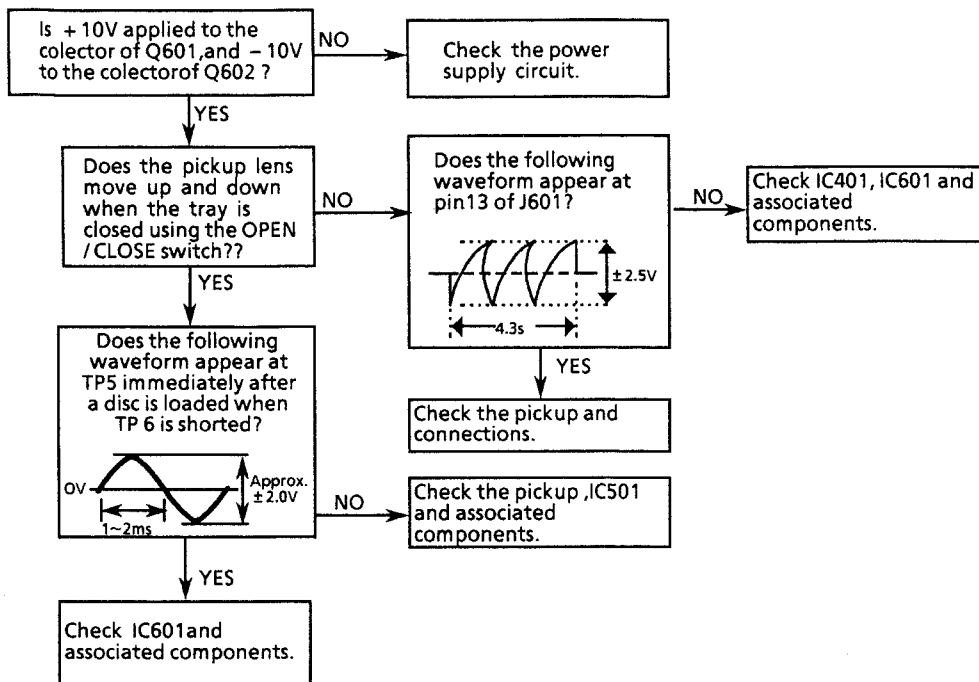 Is +10V applied to the
colector of Q601,and −10V
to the colectorof Q602 ?
NO
Check the power
supply circuit.
YES
Does the pickup lens
move up and down
when the tray is
closed using the OPEN
/ CLOSE switch??
NO
Does the following
waveform appear at
pin13 of J601?
±2.5V
4.3s
NO
Check IC401, IC601 and
associated
components.
YES
Check the pickup and
connections.
YES
Does the following
waveform appear at
TP5 immediately after
a disc is loaded when
TP 6 is shorted?
0V
Approx.
±2.0V
1~2ms
NO
Check the pickup ,IC501
and associated
components.
YES
Check IC601and
associated components.